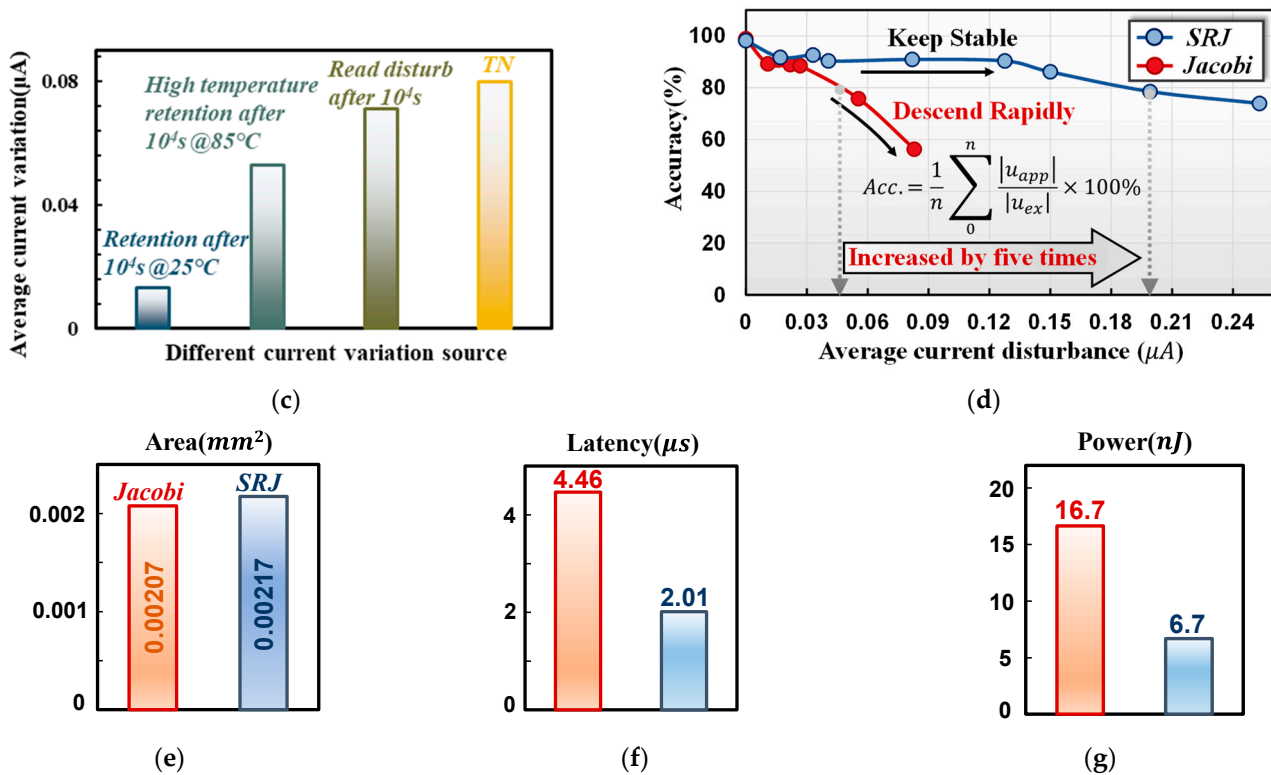 Average current variation(μA)
0.08
0.04
0
Retention after
10⁴s@25°C
High temperature
retention after
10⁴s@85°C
Read disturb
after 10⁴s
TN
Different current variation source
(c)
Accuracy(%)
100
80
60
40
20
0
Keep Stable
SRJ
Jacobi
Descend Rapidly
Acc. = 1/n ∑ₙ₀ |u_app|/|u_ex| × 100%
Increased by five times
0 0.03 0.06 0.09 0.12 0.15 0.18 0.21 0.24
Average current disturbance (μA)
(d)
Area(mm²)
0.002
0.001
0
Jacobi
SRJ
0.00207
0.00217
(e)
Latency(μs)
4
2
0
4.46
2.01
(f)
Power(nJ)
20
15
10
5
0
16.7
6.7
(g)